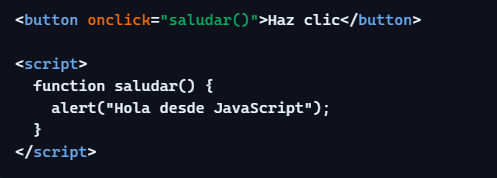 <button onclick="saludar()">Haz clic</button>
<script>
function saludar() {
alert("Hola desde JavaScript");
}
</script>